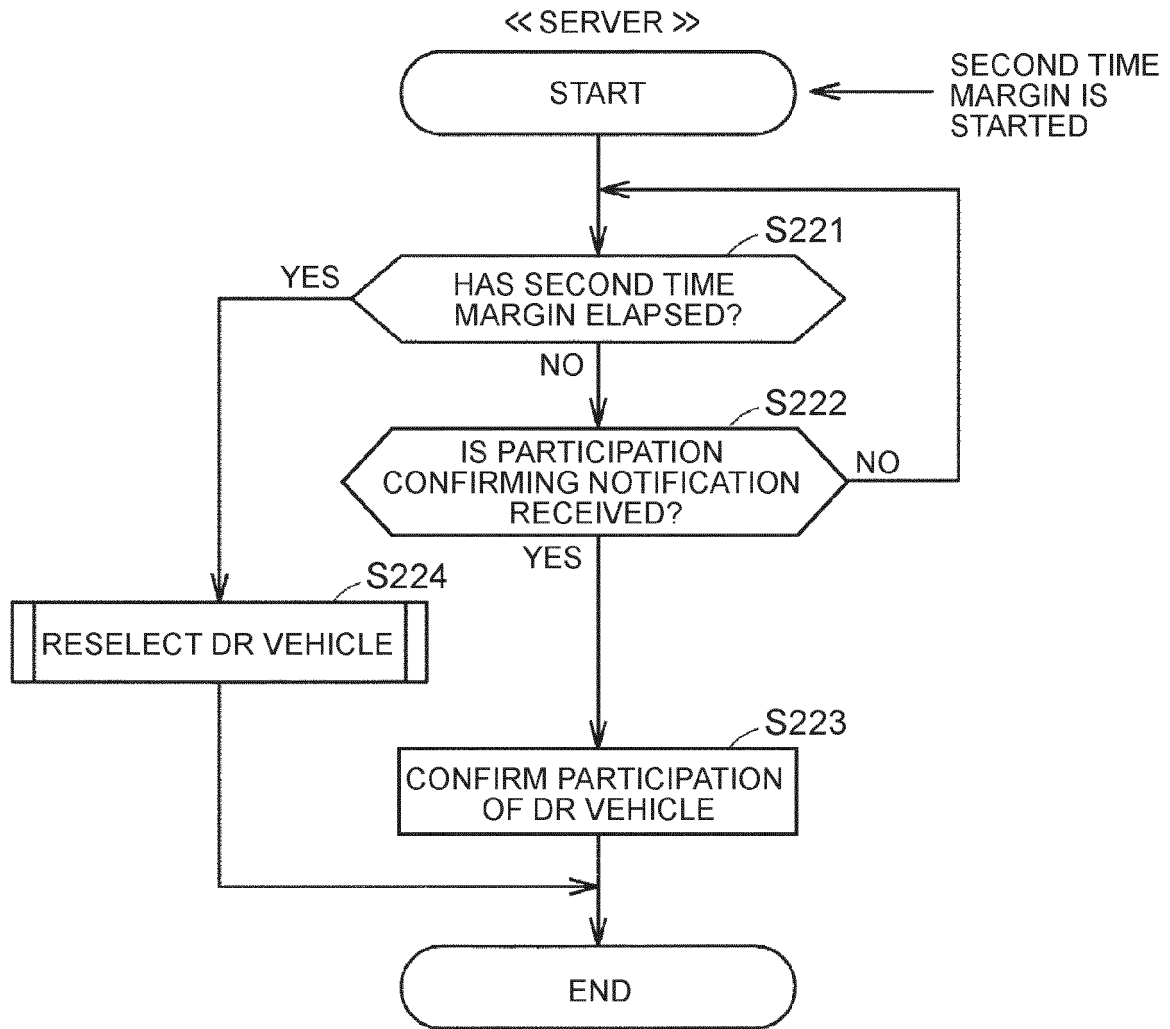 « SERVER »
START
SECOND TIME
MARGIN IS
STARTED
S221
YES
HAS SECOND TIME
MARGIN ELAPSED?
NO
S222
IS PARTICIPATION
CONFIRMING NOTIFICATION
RECEIVED?
NO
YES
S224
RESELECT DR VEHICLE
S223
CONFIRM PARTICIPATION
OF DR VEHICLE
END